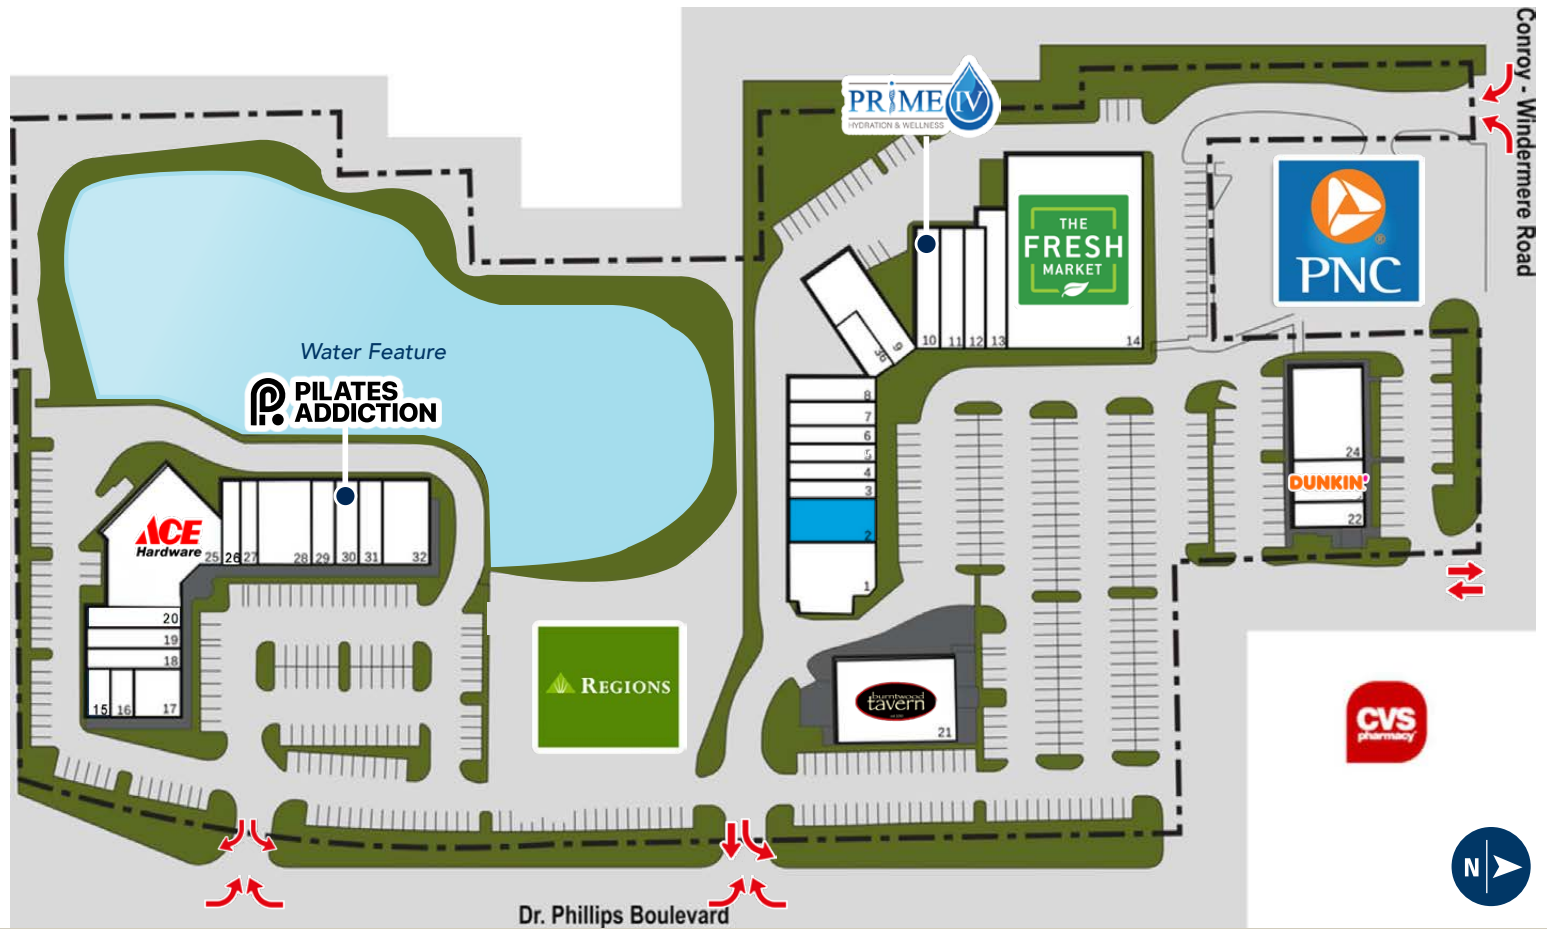 Conroy - Windermere Road
PRIME IV
HYDRATION & WELLNESS
THE
FRESH
MARKET
PNC
®
Water Feature
PILATES
ADDICTION
10
11
12
13
14
9
36
8
7
6
5
4
3
2
1
24
DUNKIN'
22
ACE
Hardware
25
26
27
28
29
30
31
32
20
19
18
15
16
17
REGIONS
burntwood
tavern
21
CVS
pharmacy
N
Dr. Phillips Boulevard